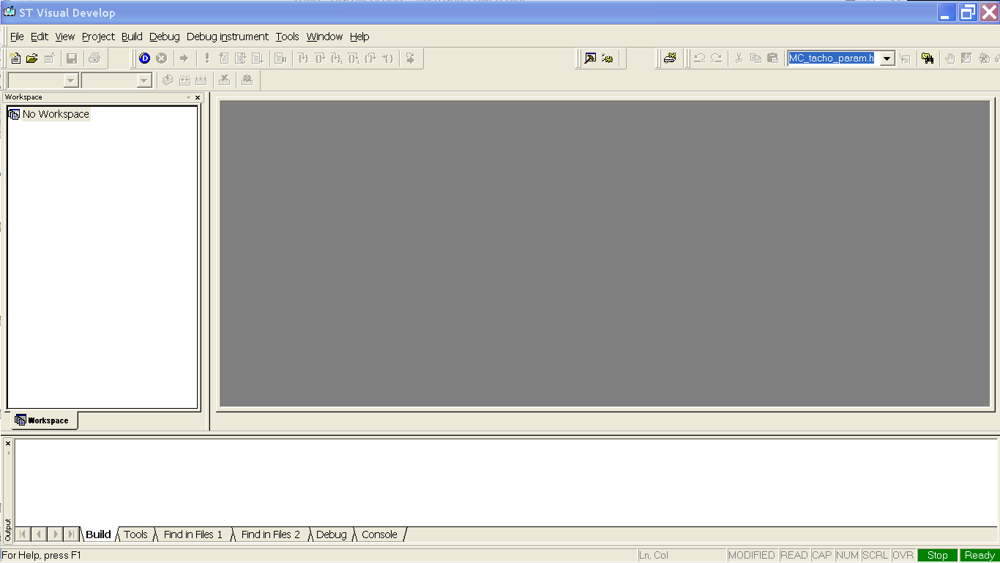 ST Visual Develop
File Edit View Project Build Debug Debug instrument Tools Window Help
MC_tacho_param.h
Workspace
No Workspace
Workspace
Output
Build Tools Find in Files 1 Find in Files 2 Debug Console
For Help, press F1 Ln, Col MODIFIED READ CAP NUM SCRL OVR Stop Ready